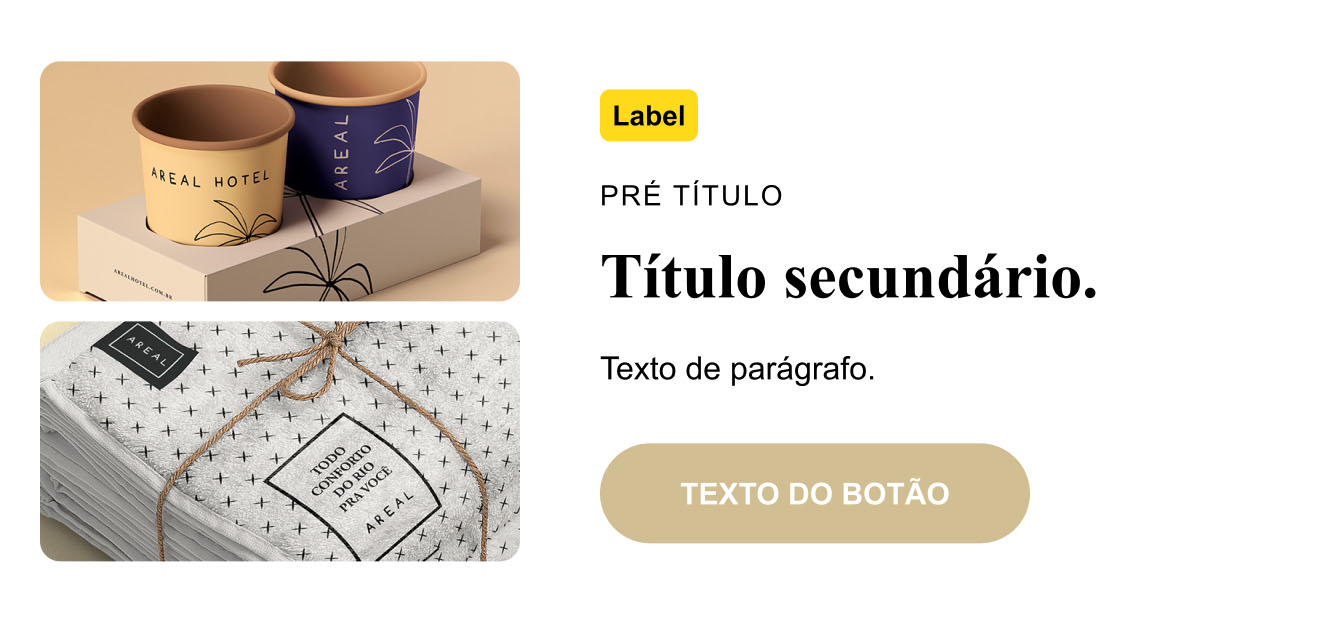 AREAL HOTEL
AREAL
AREALHOTEL.COM.BR
AREAL
TODO
CONFORTO
DO RIO
PRA VOCÊ
AREAL
Label
PRÉ TÍTULO
Título secundário.
Texto de parágrafo.
TEXTO DO BOTÃO